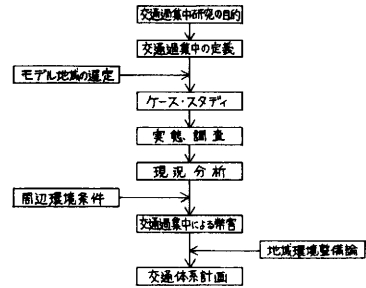 交通過集中研究の目的
交通過集中の定義
モデル地域の選定
ケース・スタディ
実態調査
現況分析
周辺環境条件
交通過集中による弊害
地域環境整備論
交通体系計画